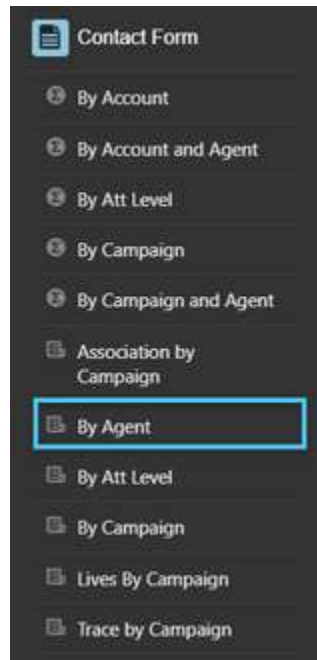 Contact Form
By Account
By Account and Agent
By Att Level
By Campaign
By Campaign and Agent
Association by
Campaign
By Agent
By Att Level
By Campaign
Lives By Campaign
Trace by Campaign